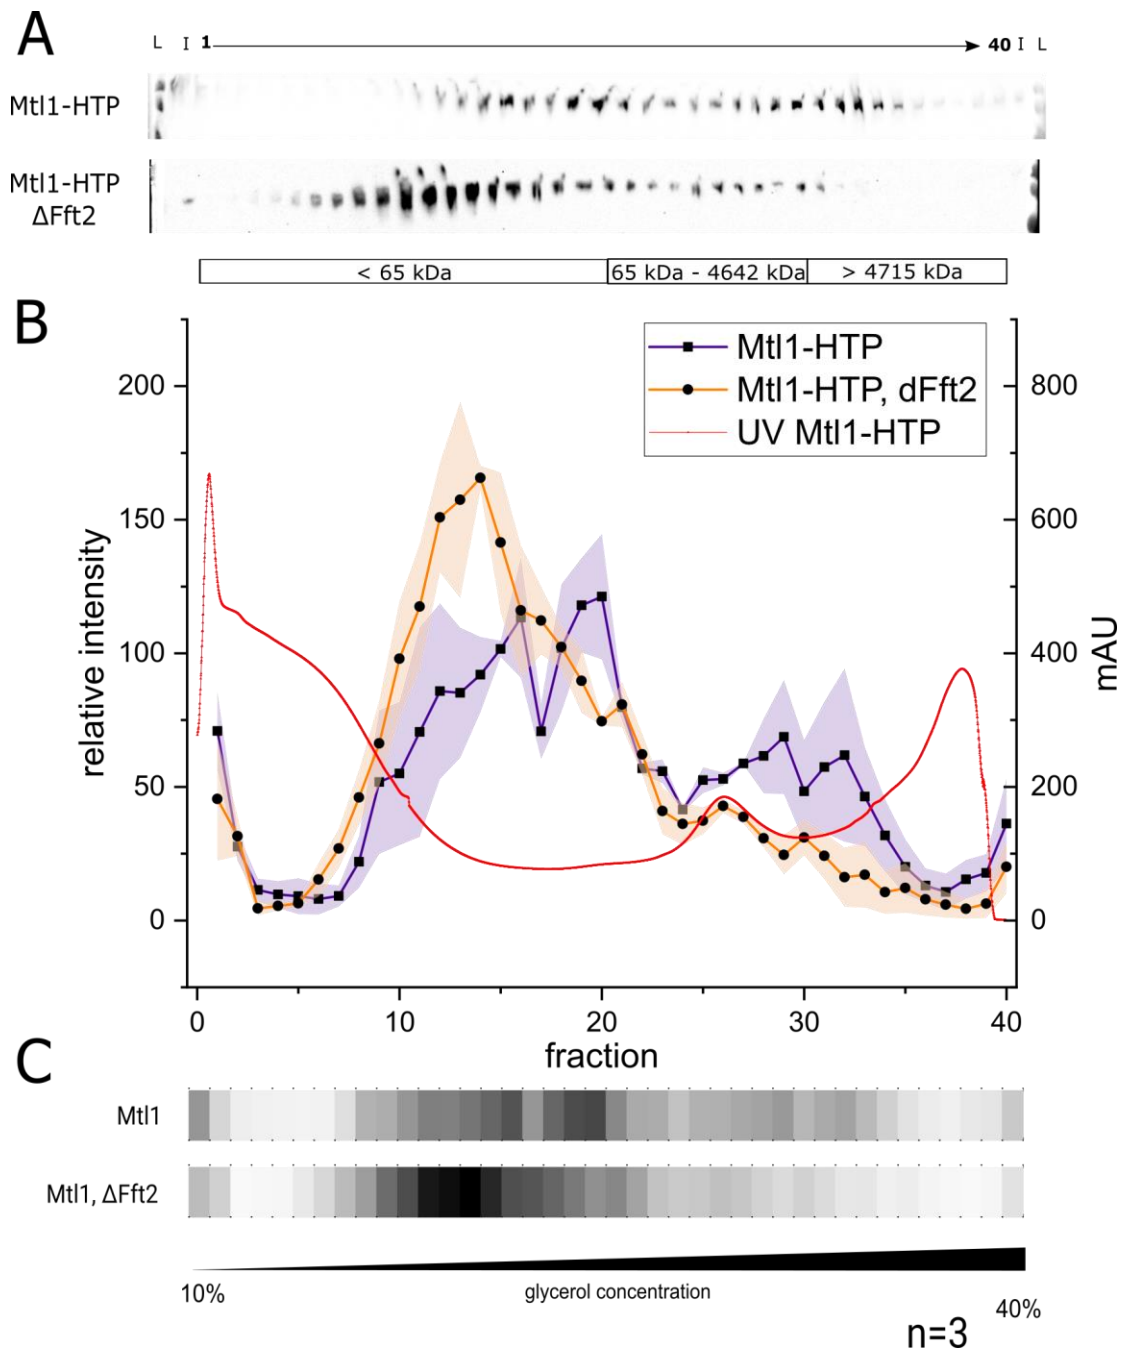 A
L I 1 40 I L
Mtl1-HTP
Mtl1-HTP
ΔFft2
< 65 kDa 65 kDa - 4642 kDa > 4715 kDa
B
Mtl1-HTP
Mtl1-HTP, dFft2
UV Mtl1-HTP
200
150
100
50
0
relative intensity
800
600
400
200
0
mAU
0 10 20 30 40
fraction
C
Mtl1
Mtl1, ΔFft2
10%
glycerol concentration
40%
n=3